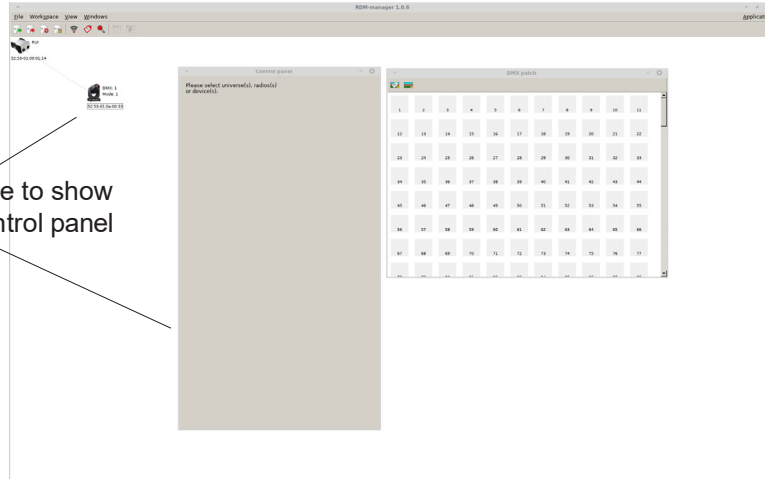 RDM-manager 1.0.6
File Workspace View Windows
Applicat
DMX: 1
Mode: 1
e to show
ntrol panel
Control panel
Please select universe(s), radios(s)
or device(s).
DMX patch
1 2 3 4 5 6 7 8 9 10 11
12 13 14 15 16 17 18 19 20 21 22
23 24 25 26 27 28 29 30 31 32 33
34 35 36 37 38 39 40 41 42 43 44
45 46 47 48 49 50 51 52 53 54 55
56 57 58 59 60 61 62 63 64 65 66
67 68 69 70 71 72 73 74 75 76 77